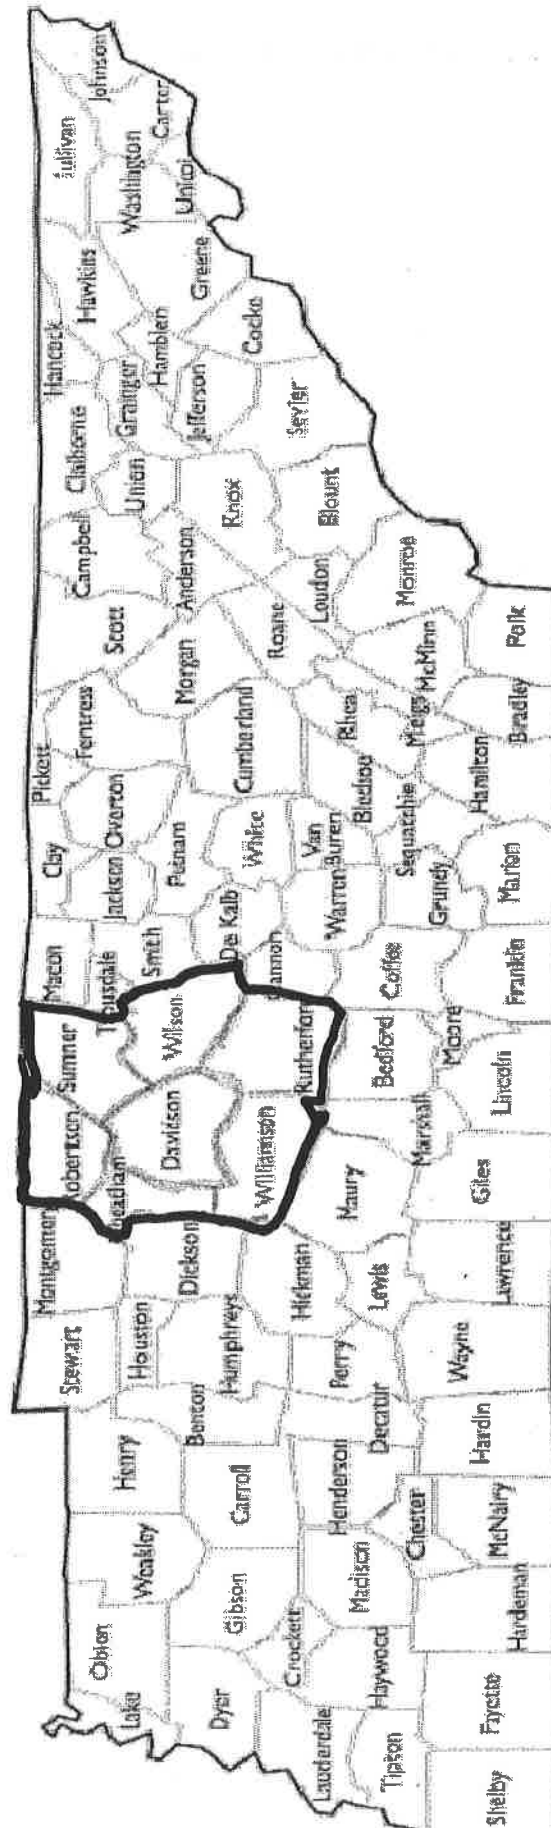 Johnson
Sullivan
Carter
Washington
Unicoi
Greene
Hawkins
Hancock
Hamblen
Cocke
Grainger
Jefferson
Claiborne
Union
Sevier
Knox
Blount
Campbell
Anderson
Loudon
Monroe
Scott
Roane
Morgan
McMinn
Polk
Fentress
Cumberland
Rhea
Meigs
Bradley
Pickett
Overton
Bledsoe
Hamilton
Clay
Putnam
White
Van
Buren
Sequatchie
Jackson
Warren
Grundy
Marion
Macon
Smith
De Kalb
Cannon
Coffee
Franklin
Trousdale
Sumner
Wilson
Rutherford
Bedford
Moore
Lincoln
Robertson
Davidson
Cheatham
Williamson
Marshall
Maury
Giles
Montgomery
Dickson
Hickman
Lewis
Lawrence
Stewart
Houston
Humphreys
Perry
Wayne
Benton
Decatur
Hardin
Henry
Carroll
Henderson
Chester
McNairy
Weakley
Gibson
Madison
Hardeman
Obion
Crockett
Haywood
Lake
Dyer
Lauderdale
Tipton
Fayette
Shelby